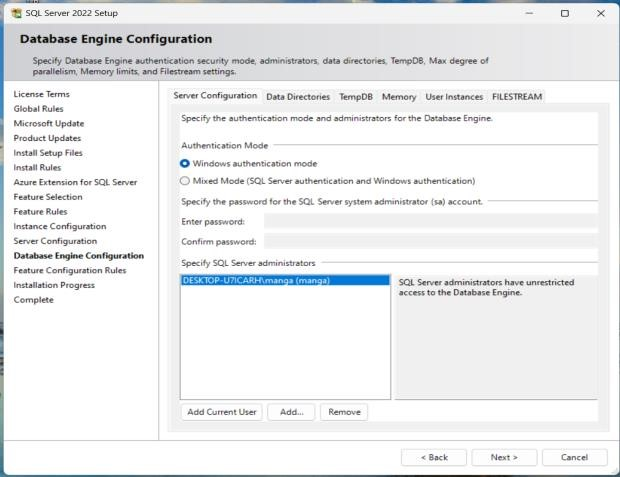 SQL Server 2022 Setup
Database Engine Configuration
Specify Database Engine authentication security mode, administrators, data directories, TempDB, Max degree of
parallelism, Memory limits, and Filestream settings.
License Terms
Global Rules
Microsoft Update
Product Updates
Install Setup Files
Install Rules
Azure Extension for SQL Server
Feature Selection
Feature Rules
Instance Configuration
Server Configuration
Database Engine Configuration
Feature Configuration Rules
Installation Progress
Complete
Server Configuration Data Directories TempDB Memory User Instances FILESTREAM
Specify the authentication mode and administrators for the Database Engine.
Authentication Mode
Windows authentication mode
Mixed Mode (SQL Server authentication and Windows authentication)
Specify the password for the SQL Server system administrator (sa) account.
Enter password:
Confirm password:
Specify SQL Server administrators
DESKTOP-U7ICARH\manga (manga)
SQL Server administrators have unrestricted
access to the Database Engine.
Add Current User Add... Remove
< Back Next > Cancel